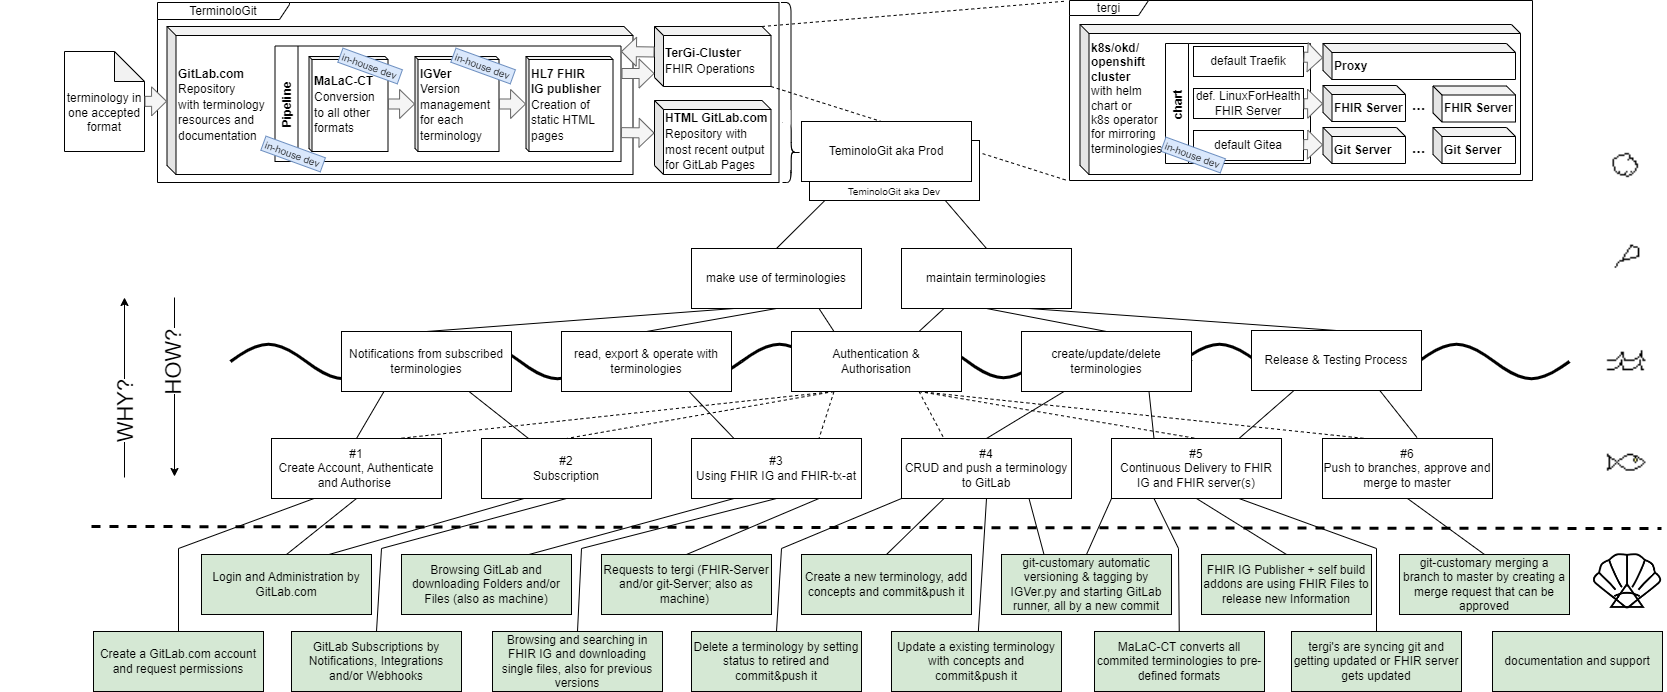 TerminoloGit
terminology in
one accepted
format
GitLab.com
Repository
with terminology
resources and
documentation
Pipeline
in-house dev
MaLaC-CT
Conversion
to all other
formats
in-house dev
IGVer
Version
management
for each
terminology
in-house dev
HL7 FHIR
IG publisher
Creation of
static HTML
pages
TerGi-Cluster
FHIR Operations
HTML GitLab.com
Repository with
most recent output
for GitLab Pages
TeminoloGit aka Prod
TeminoloGit aka Dev
tergi
k8s/okd/
openshift
cluster
with helm
chart or
k8s operator
for mirroring
terminologies
chart
in-house dev
default Traefik
def. LinuxForHealth
FHIR Server
default Gitea
Proxy
FHIR Server
...
FHIR Server
Git Server
...
Git Server
make use of terminologies
maintain terminologies
WHY?
HOW?
Notifications from subscribed
terminologies
read, export & operate with
terminologies
Authentication &
Authorisation
create/update/delete
terminologies
Release & Testing Process
#1
Create Account, Authenticate
and Authorise
#2
Subscription
#3
Using FHIR IG and FHIR-tx-at
#4
CRUD and push a terminology
to GitLab
#5
Continuous Delivery to FHIR
IG and FHIR server(s)
#6
Push to branches, approve and
merge to master
Login and Administration by
GitLab.com
Browsing GitLab and
downloading Folders and/or
Files (also as machine)
Requests to tergi (FHIR-Server
and/or git-Server; also as
machine)
Create a new terminology, add
concepts and commit&push it
git-customary automatic
versioning & tagging by
IGVer.py and starting GitLab
runner, all by a new commit
FHIR IG Publisher + self build
addons are using FHIR Files to
release new Information
git-customary merging a
branch to master by creating a
merge request that can be
approved
Create a GitLab.com account
and request permissions
GitLab Subscriptions by
Notifications, Integrations
and/or Webhooks
Browsing and searching in
FHIR IG and downloading
single files, also for previous
versions
Delete a terminology by setting
status to retired and
commit&push it
Update a existing terminology
with concepts and
commit&push it
MaLaC-CT converts all
commited terminologies to pre-
defined formats
tergi's are syncing git and
getting updated or FHIR server
gets updated
documentation and support